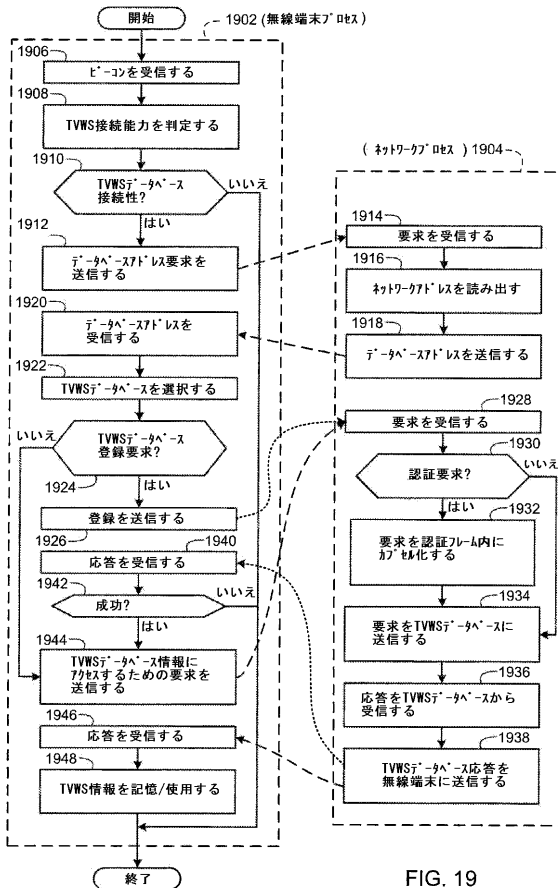 開始
1902 (無線端末ﾌﾟﾛｾｽ)
1906
ﾋﾞｰｺﾝを受信する
1908
TVWS接続能力を判定する
1910
TVWSﾃﾞｰﾀﾍﾞｰｽ
接続性?
いいえ
はい
1912
ﾃﾞｰﾀﾍﾞｰｽｱﾄﾞﾚｽ要求を
送信する
1920
ﾃﾞｰﾀﾍﾞｰｽｱﾄﾞﾚｽを
受信する
1922
TVWSﾃﾞｰﾀﾍﾞｰｽを選択する
いいえ
TVWSﾃﾞｰﾀﾍﾞｰｽ
登録要求?
1924
はい
登録を送信する
1926
1940
応答を受信する
1942
成功?
いいえ
はい
1944
TVWSﾃﾞｰﾀﾍﾞｰｽ情報に
ｱｸｾｽするための要求を
送信する
1946
応答を受信する
1948
TVWS情報を記憶/使用する
終了
(ﾈｯﾄﾜｰｸﾌﾟﾛｾｽ) 1904
1914
要求を受信する
1916
ﾈｯﾄﾜｰｸｱﾄﾞﾚｽを読み出す
1918
ﾃﾞｰﾀﾍﾞｰｽｱﾄﾞﾚｽを送信する
1928
要求を受信する
1930
認証要求?
いいえ
はい
1932
要求を認証ﾌﾚｰﾑ内に
ｶﾌﾟｾﾙ化する
1934
要求をTVWSﾃﾞｰﾀﾍﾞｰｽに
送信する
1936
応答をTVWSﾃﾞｰﾀﾍﾞｰｽから
受信する
1938
TVWSﾃﾞｰﾀﾍﾞｰｽ応答を
無線端末に送信する
FIG. 19